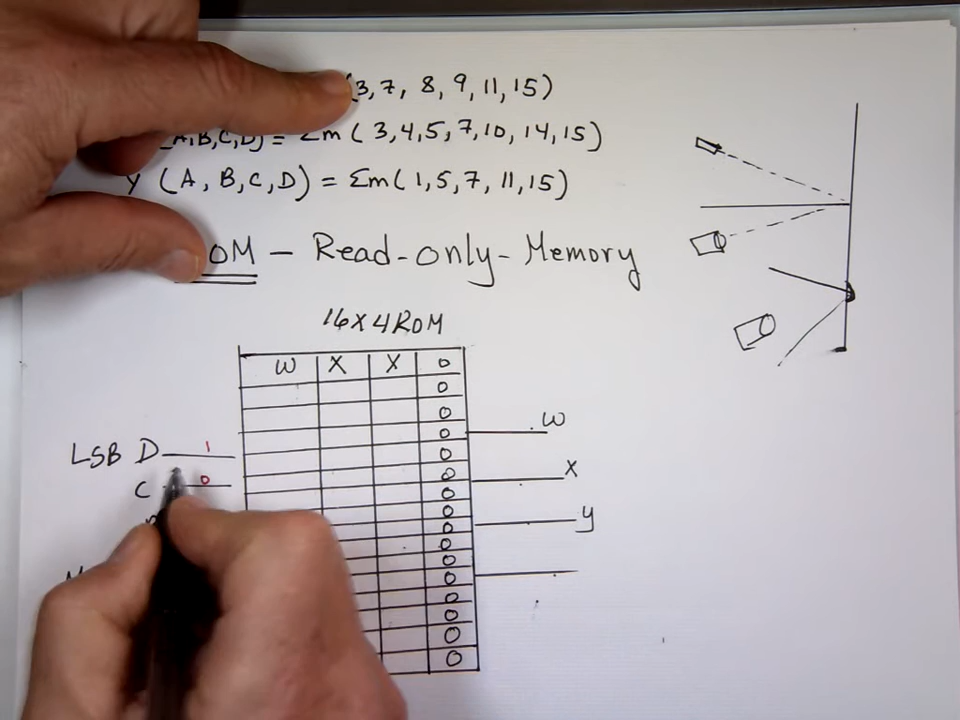 (3,7, 8, 9, 11, 15)
(A,B,C,D) = Σm ( 3,4,5,7,10, 14, 15)
y (A, B, C, D) = Σm( 1,5,7, 11,15)
OM - Read-only-Memory
16X4 ROM
W X X 0
0
0
0
0
0
0
0
0
0
0
0
0
0
0
W
X
y
LSB D 1
C 0